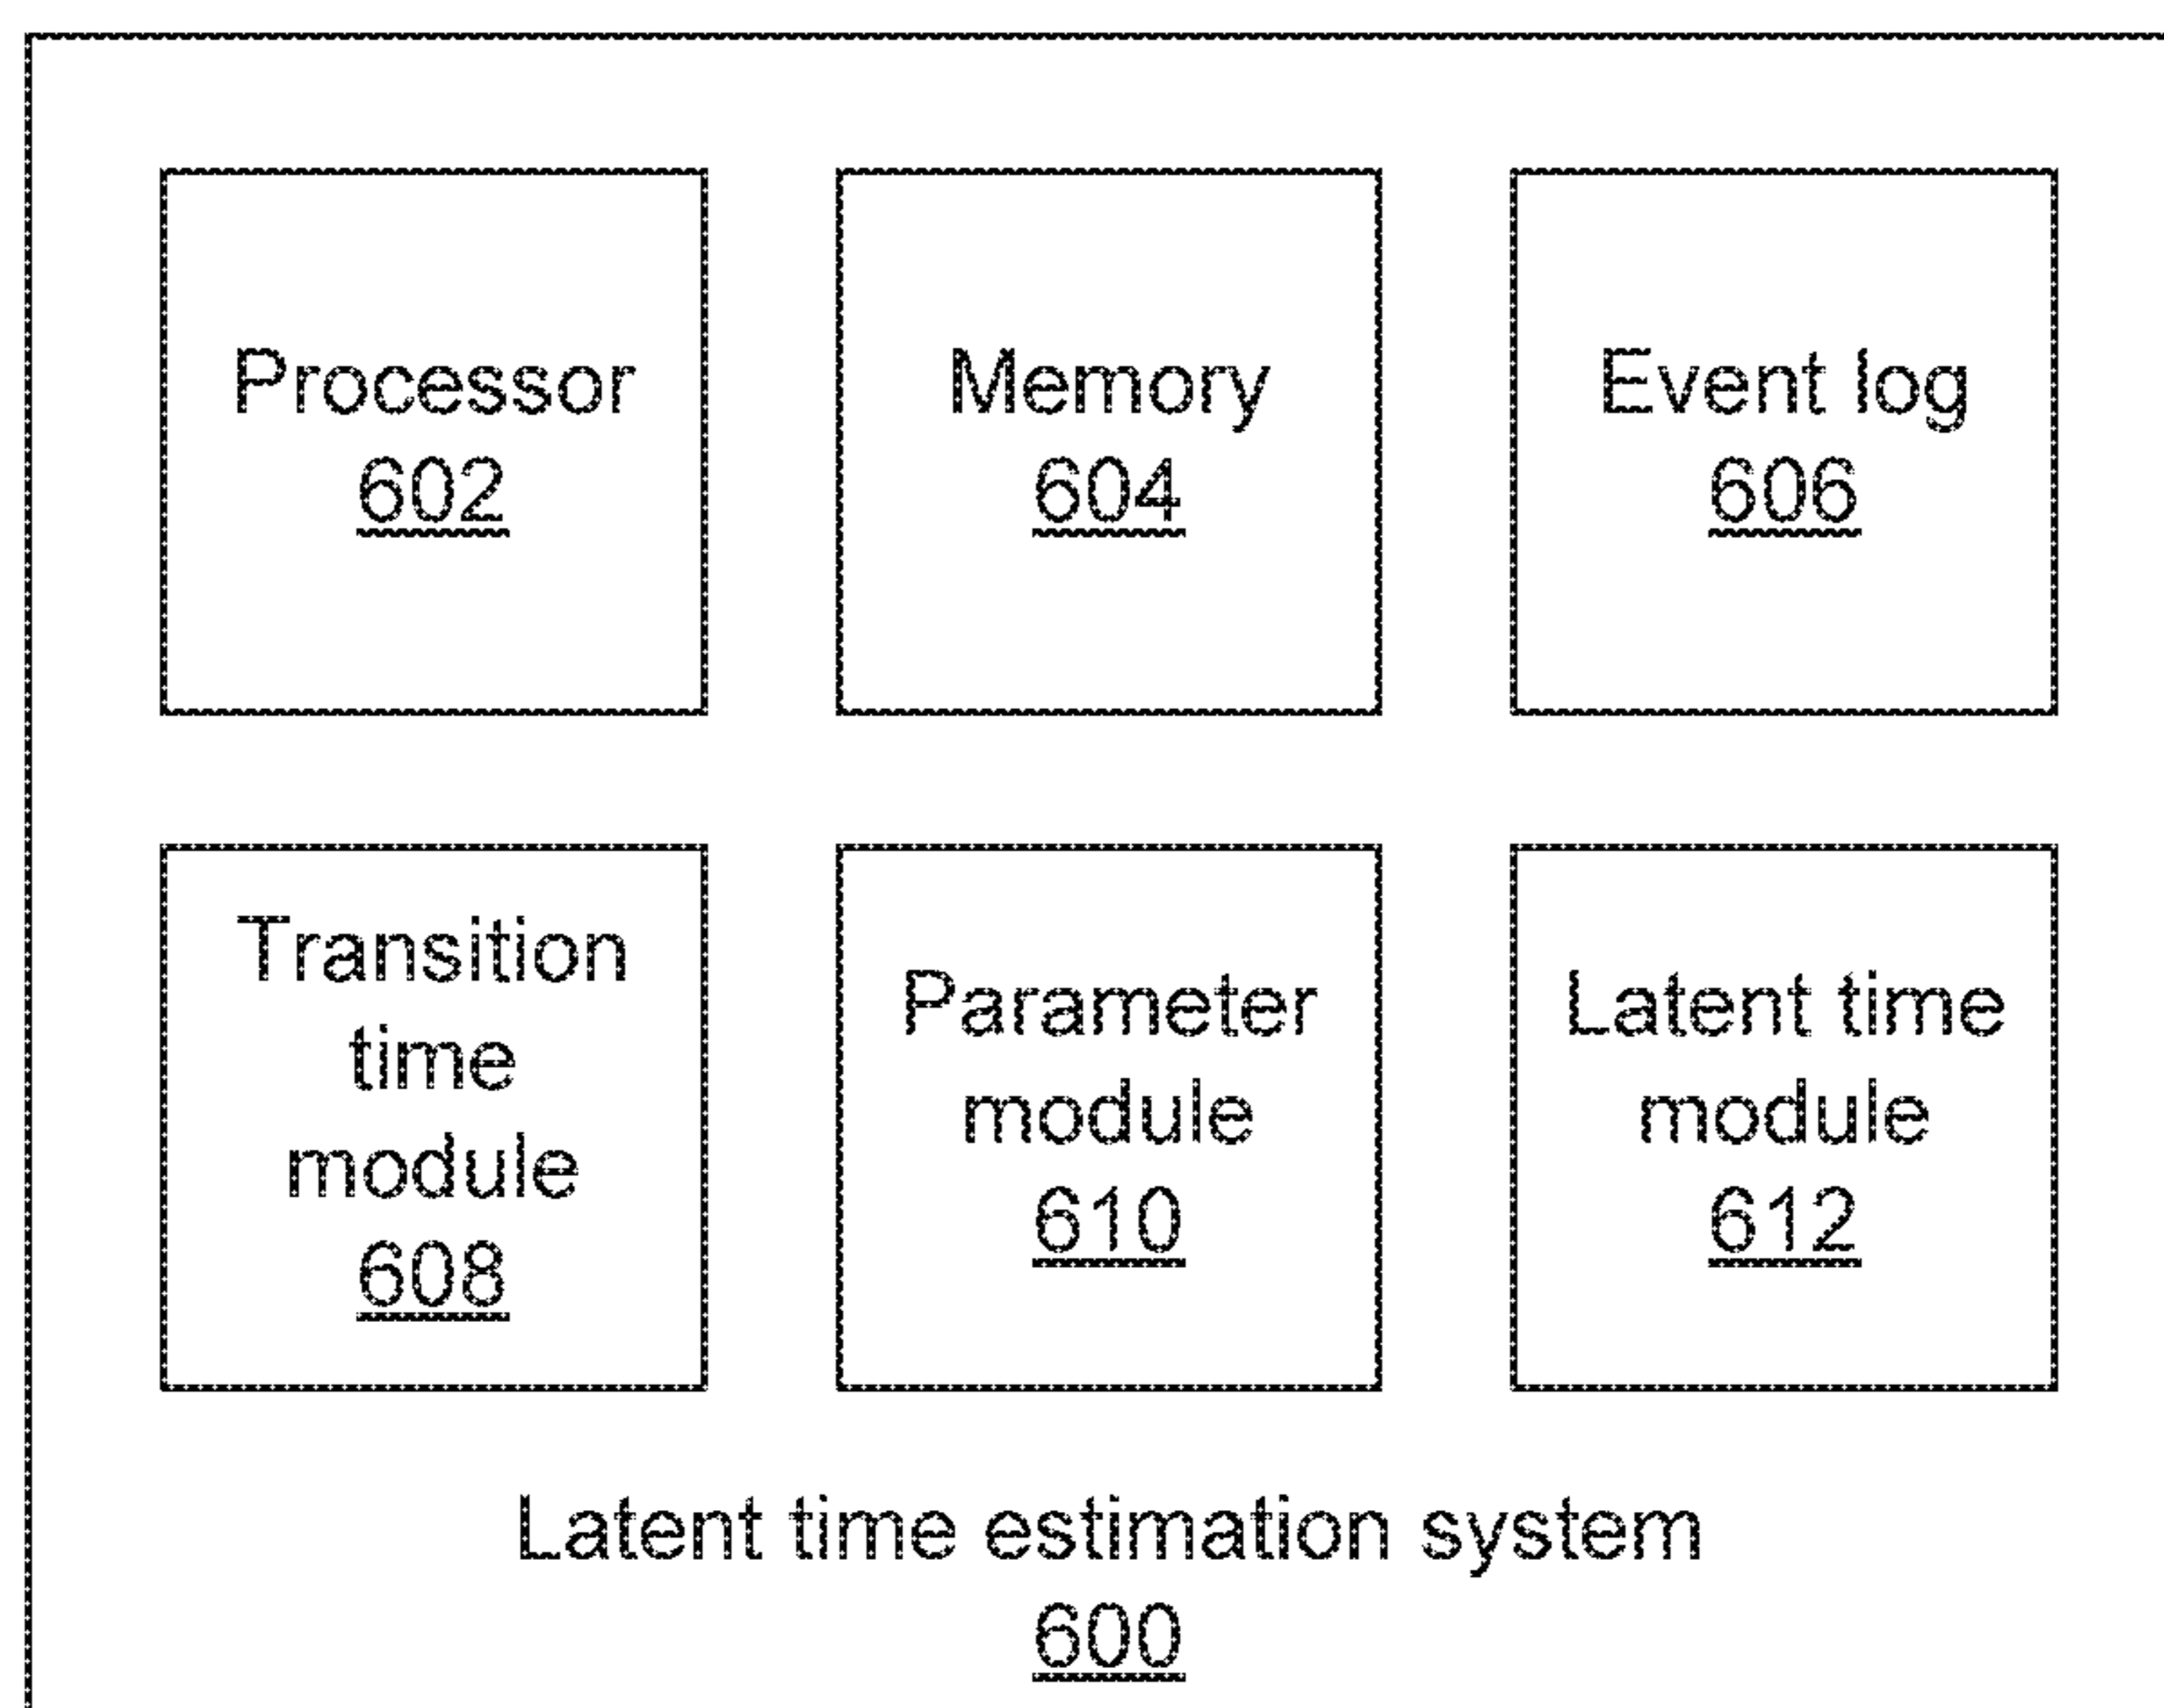 Processor
602
Memory
604
Event log
606
Transition
time
module
608
Parameter
module
610
Latent time
module
612
Latent time estimation system
600